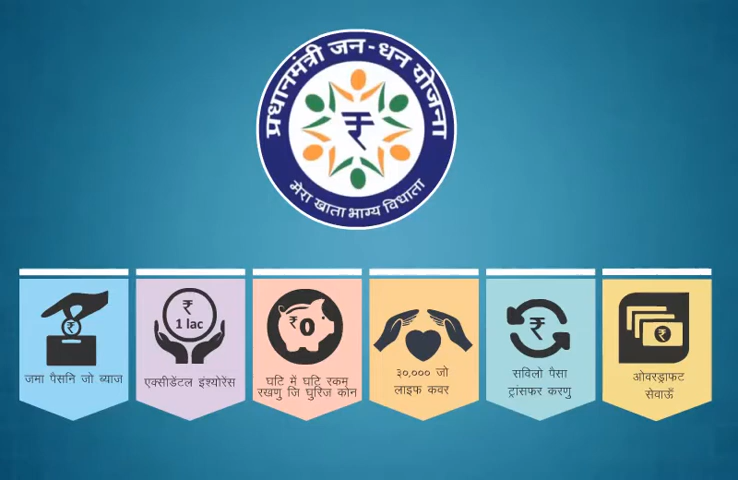 प्रधानमंत्री जन-धन योजना
₹
मेरा खाता भाग्य विधाता
₹
जमा पैसनि जो ब्याज
₹
1 lac
एक्सीडेंटल इंश्योरेंस
₹0
घटि में घटि रकम
रखणु जि घुरिज कोन
३०,००० जो
लाइफ कवर
₹
सविलो पैसा
ट्रांसफर करणु
₹
ओवरड्राफट
सेवाऊँ